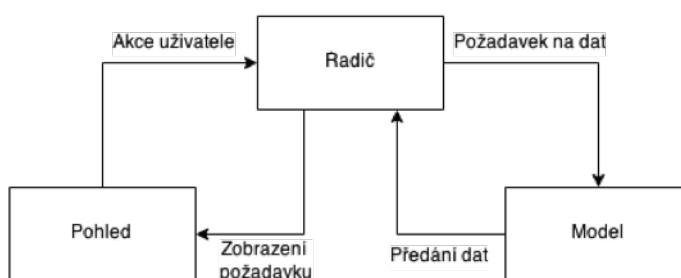 Akce uživatele
Řadič
Požadavek na dat
Pohled
Model
Zobrazení
požadavku
Předání dat